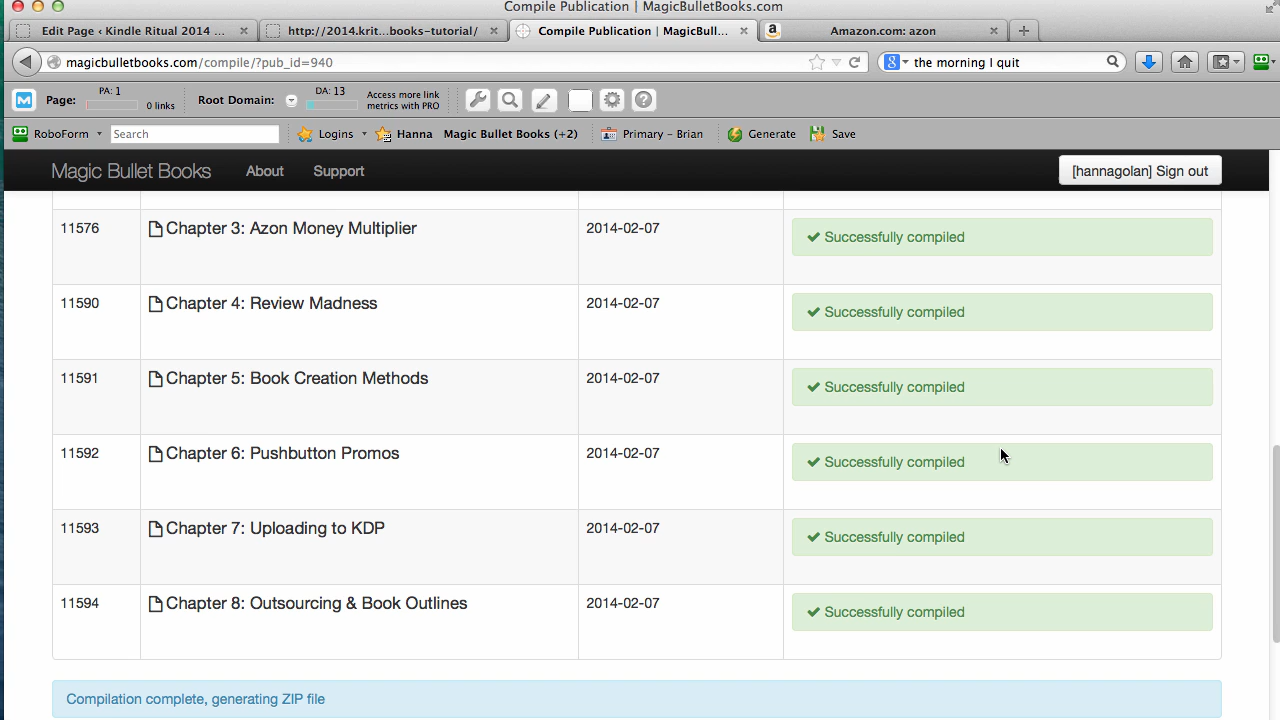 Compile Publication | MagicBulletBooks.com
Edit Page ‹ Kindle Ritual 2014 ...
http://2014.krit...books-tutorial/
Compile Publication | MagicBull...
Amazon.com: azon
magicbulletbooks.com/compile/?pub_id=940
the morning I quit
Page:
PA: 1
0 links
Root Domain:
DA: 13
Access more link
metrics with PRO
RoboForm
Search
Logins
Hanna
Magic Bullet Books (+2)
Primary - Brian
Generate
Save
Magic Bullet Books
About
Support
[hannagolan] Sign out
11576
Chapter 3: Azon Money Multiplier
2014-02-07
Successfully compiled
11590
Chapter 4: Review Madness
2014-02-07
Successfully compiled
11591
Chapter 5: Book Creation Methods
2014-02-07
Successfully compiled
11592
Chapter 6: Pushbutton Promos
2014-02-07
Successfully compiled
11593
Chapter 7: Uploading to KDP
2014-02-07
Successfully compiled
11594
Chapter 8: Outsourcing & Book Outlines
2014-02-07
Successfully compiled
Compilation complete, generating ZIP file